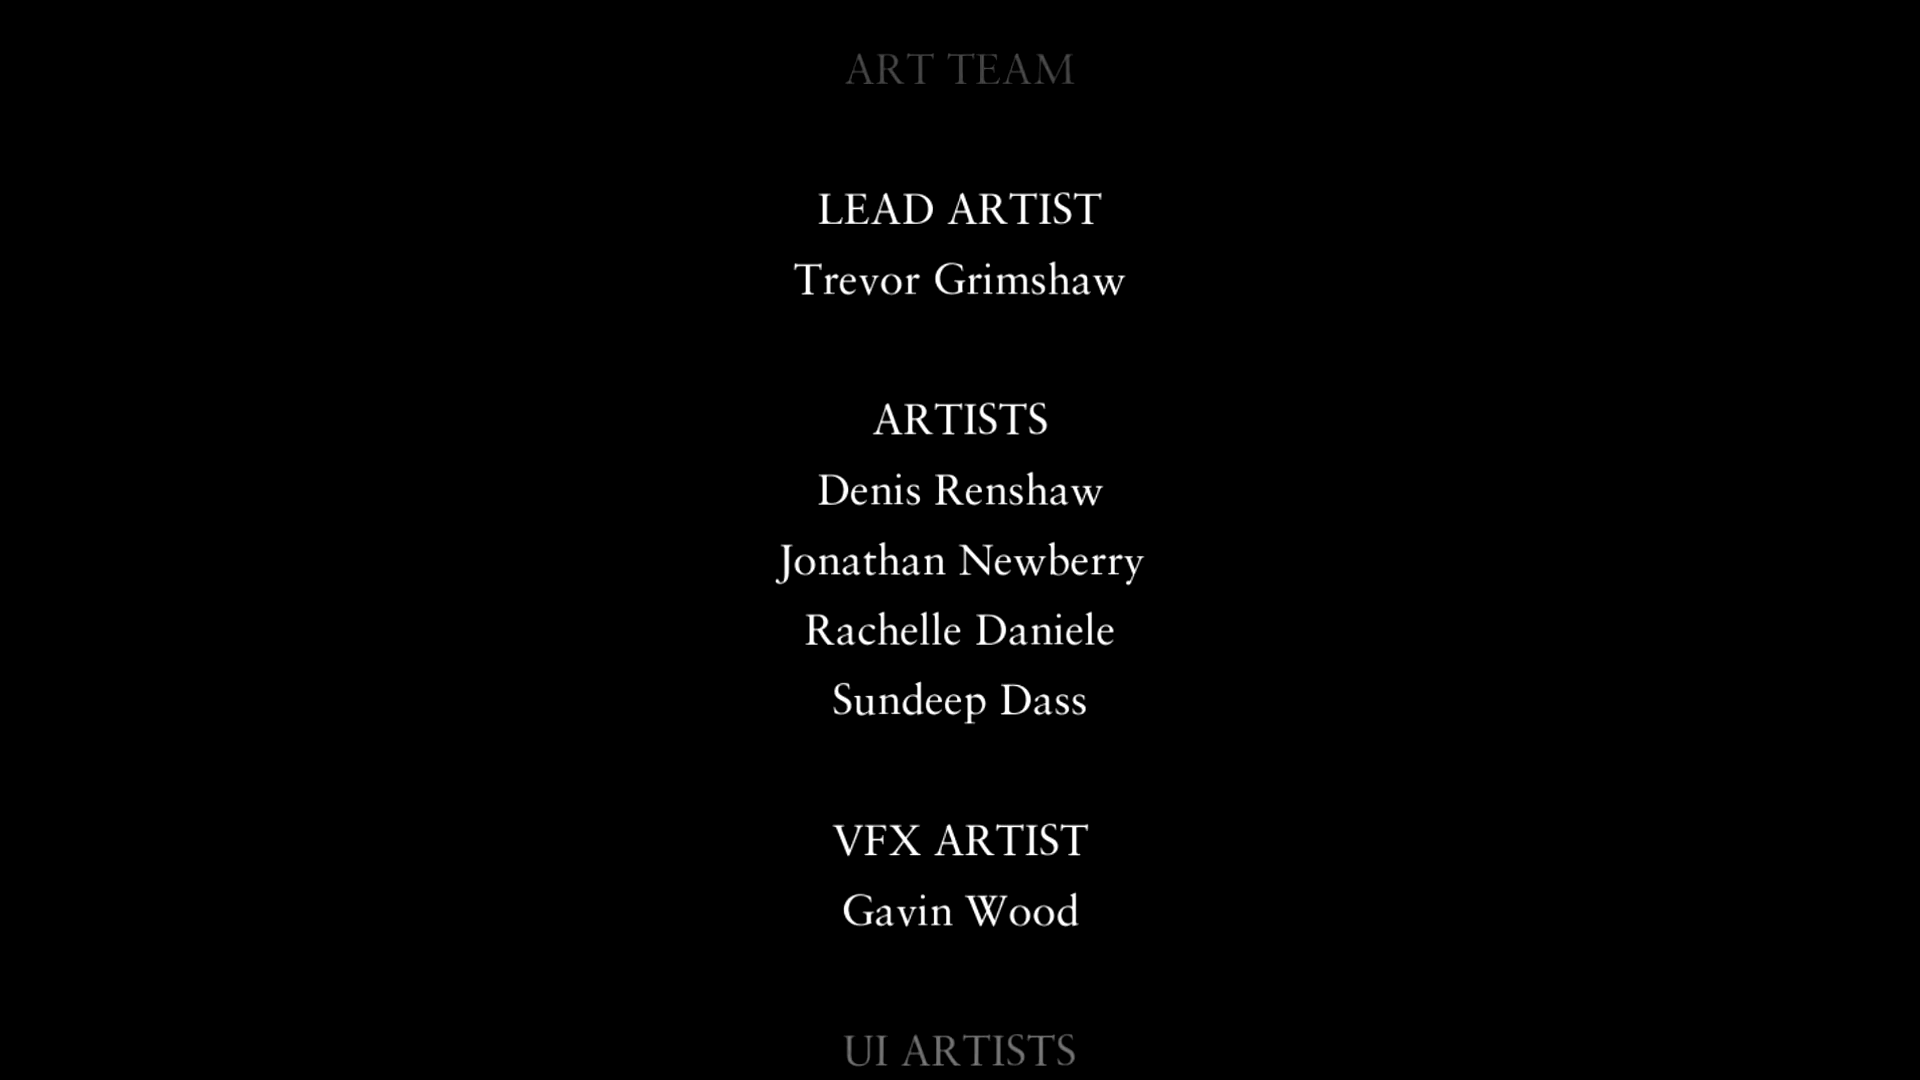 ART TEAM
LEAD ARTIST
Trevor Grimshaw
ARTISTS
Denis Renshaw
Jonathan Newberry
Rachelle Daniele
Sundeep Dass
VFX ARTIST
Gavin Wood
UI ARTISTS